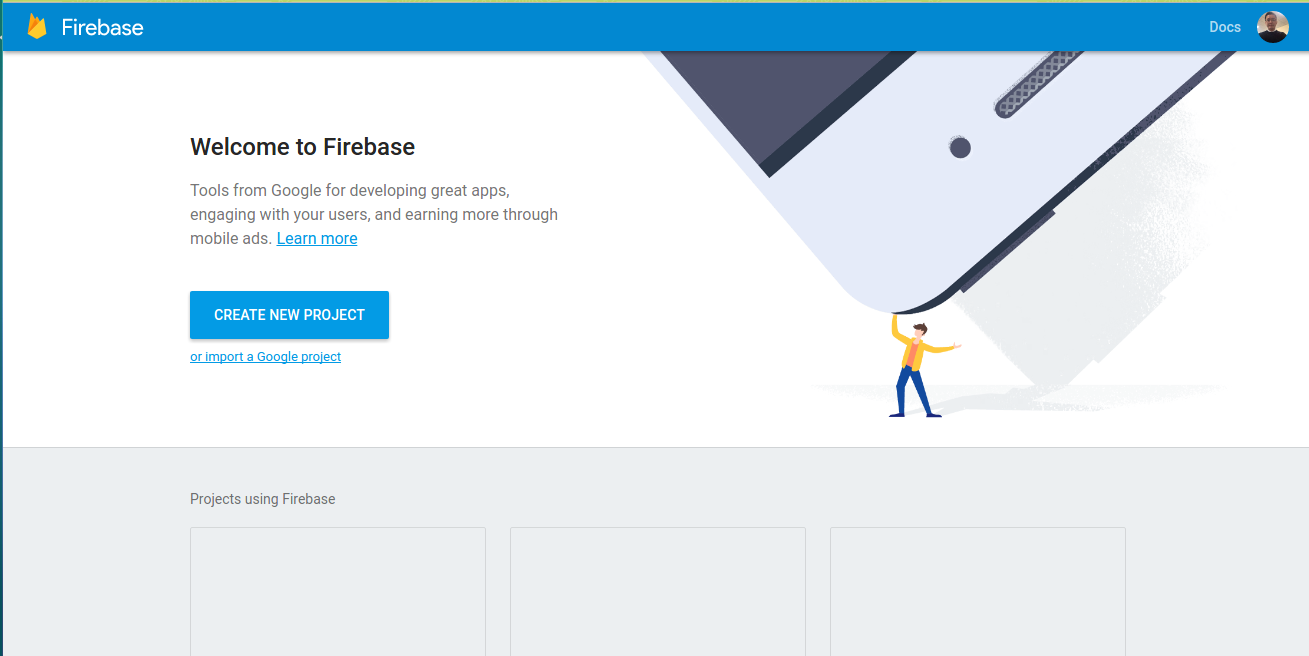 Firebase
Docs
Welcome to Firebase
Tools from Google for developing great apps,
engaging with your users, and earning more through
mobile ads. Learn more
CREATE NEW PROJECT
or import a Google project
Projects using Firebase